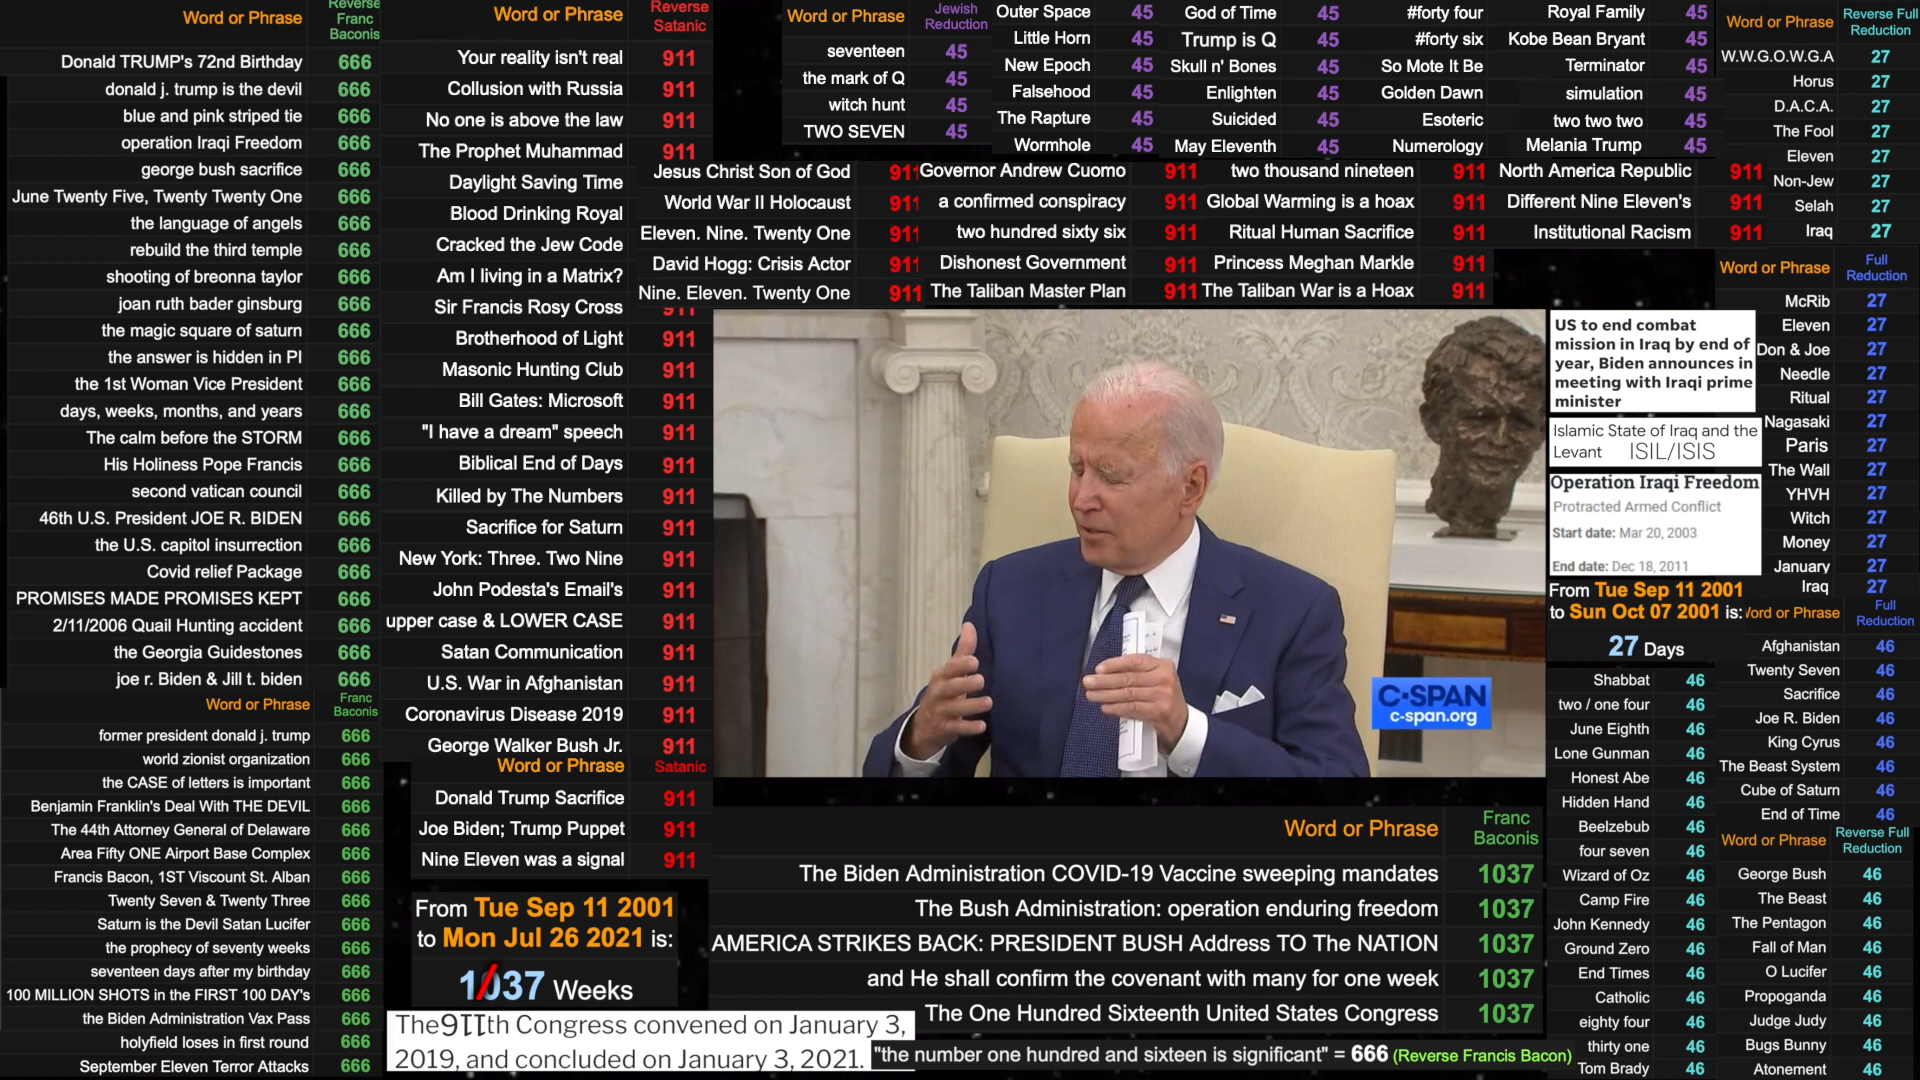 Word or Phrase Reverse Franc Baconis
Donald TRUMP's 72nd Birthday 666
donald j. trump is the devil 666
blue and pink striped tie 666
operation Iraqi Freedom 666
george bush sacrifice 666
June Twenty Five, Twenty Twenty One 666
the language of angels 666
rebuild the third temple 666
shooting of breonna taylor 666
joan ruth bader ginsburg 666
the magic square of saturn 666
the answer is hidden in PI 666
the 1st Woman Vice President 666
days, weeks, months, and years 666
The calm before the STORM 666
His Holiness Pope Francis 666
second vatican council 666
46th U.S. President JOE R. BIDEN 666
the U.S. capitol insurrection 666
Covid relief Package 666
PROMISES MADE PROMISES KEPT 666
2/11/2006 Quail Hunting accident 666
the Georgia Guidestones 666
joe r. Biden & Jill t. biden 666
Word or Phrase Franc Baconis
former president donald j. trump 666
world zionist organization 666
the CASE of letters is important 666
Benjamin Franklin's Deal With THE DEVIL 666
The 44th Attorney General of Delaware 666
Area Fifty ONE Airport Base Complex 666
Francis Bacon, 1ST Viscount St. Alban 666
Twenty Seven & Twenty Three 666
Saturn is the Devil Satan Lucifer 666
the prophecy of seventy weeks 666
seventeen days after my birthday 666
100 MILLION SHOTS in the FIRST 100 DAY's 666
the Biden Administration Vax Pass 666
holyfield loses in first round 666
September Eleven Terror Attacks 666
Word or Phrase Reverse Satanic
Your reality isn't real 911
Collusion with Russia 911
No one is above the law 911
The Prophet Muhammad 911
Daylight Saving Time
Blood Drinking Royal
Cracked the Jew Code
Am I living in a Matrix?
Sir Francis Rosy Cross 911
Brotherhood of Light 911
Masonic Hunting Club 911
Bill Gates: Microsoft 911
"I have a dream" speech 911
Biblical End of Days 911
Killed by The Numbers 911
Sacrifice for Saturn 911
New York: Three. Two Nine 911
John Podesta's Email's 911
upper case & LOWER CASE 911
Satan Communication 911
U.S. War in Afghanistan 911
Coronavirus Disease 2019 911
George Walker Bush Jr. 911
Word or Phrase Satanic
Donald Trump Sacrifice 911
Joe Biden; Trump Puppet 911
Nine Eleven was a signal 911
From Tue Sep 11 2001
to Mon Jul 26 2021 is:
1037 Weeks
The 911th Congress convened on January 3,
2019, and concluded on January 3, 2021.
Word or Phrase Jewish Reduction
seventeen 45
the mark of Q 45
witch hunt 45
TWO SEVEN 45
Outer Space 45
Little Horn 45
New Epoch 45
Falsehood 45
The Rapture 45
Wormhole 45
God of Time 45
Trump is Q 45
Skull n' Bones 45
Enlighten 45
Suicided 45
May Eleventh 45
#forty four
#forty six
So Mote It Be
Golden Dawn
Esoteric
Numerology
Royal Family 45
Kobe Bean Bryant 45
Terminator 45
simulation 45
two two two 45
Melania Trump 45
Jesus Christ Son of God 911
World War II Holocaust 911
Eleven. Nine. Twenty One 911
David Hogg: Crisis Actor 911
Nine. Eleven. Twenty One 911
Governor Andrew Cuomo 911
a confirmed conspiracy 911
two hundred sixty six 911
Dishonest Government 911
The Taliban Master Plan 911
two thousand nineteen 911
Global Warming is a hoax 911
Ritual Human Sacrifice 911
Princess Meghan Markle 911
The Taliban War is a Hoax 911
North America Republic 911
Different Nine Eleven's 911
Institutional Racism 911
C-SPAN
c-span.org
Word or Phrase Franc Baconis
The Biden Administration COVID-19 Vaccine sweeping mandates 1037
The Bush Administration: operation enduring freedom 1037
AMERICA STRIKES BACK: PRESIDENT BUSH Address TO The NATION 1037
and He shall confirm the covenant with many for one week 1037
The One Hundred Sixteenth United States Congress 1037
"the number one hundred and sixteen is significant" = 666 (Reverse Francis Bacon)
US to end combat
mission in Iraq by end of
year, Biden announces in
meeting with Iraqi prime
minister
Islamic State of Iraq and the
Levant ISIL/ISIS
Operation Iraqi Freedom
Protracted Armed Conflict
Start date: Mar 20, 2003
End date: Dec 18, 2011
From Tue Sep 11 2001
to Sun Oct 07 2001 is:
27 Days
Shabbat 46
two / one four 46
June Eighth 46
Lone Gunman 46
Honest Abe 46
Hidden Hand 46
Beelzebub 46
four seven 46
Wizard of Oz 46
Camp Fire 46
John Kennedy 46
Ground Zero 46
End Times 46
Catholic 46
eighty four 46
thirty one 46
Tom Brady 46
Word or Phrase Reverse Full Reduction
W.W.G.O.W.G.A 27
Horus 27
D.A.C.A. 27
The Fool 27
Eleven 27
Non-Jew 27
Selah 27
Iraq 27
Word or Phrase Full Reduction
McRib 27
Eleven 27
Don & Joe 27
Needle 27
Ritual 27
Nagasaki 27
Paris 27
The Wall 27
YHVH 27
Witch 27
Money 27
January 27
Iraq 27
Word or Phrase Full Reduction
Afghanistan 46
Twenty Seven 46
Sacrifice 46
Joe R. Biden 46
King Cyrus 46
The Beast System 46
Cube of Saturn 46
End of Time 46
Word or Phrase Reverse Full Reduction
George Bush 46
The Beast 46
The Pentagon 46
Fall of Man 46
O Lucifer 46
Propoganda 46
Judge Judy 46
Bugs Bunny 46
Atonement 46